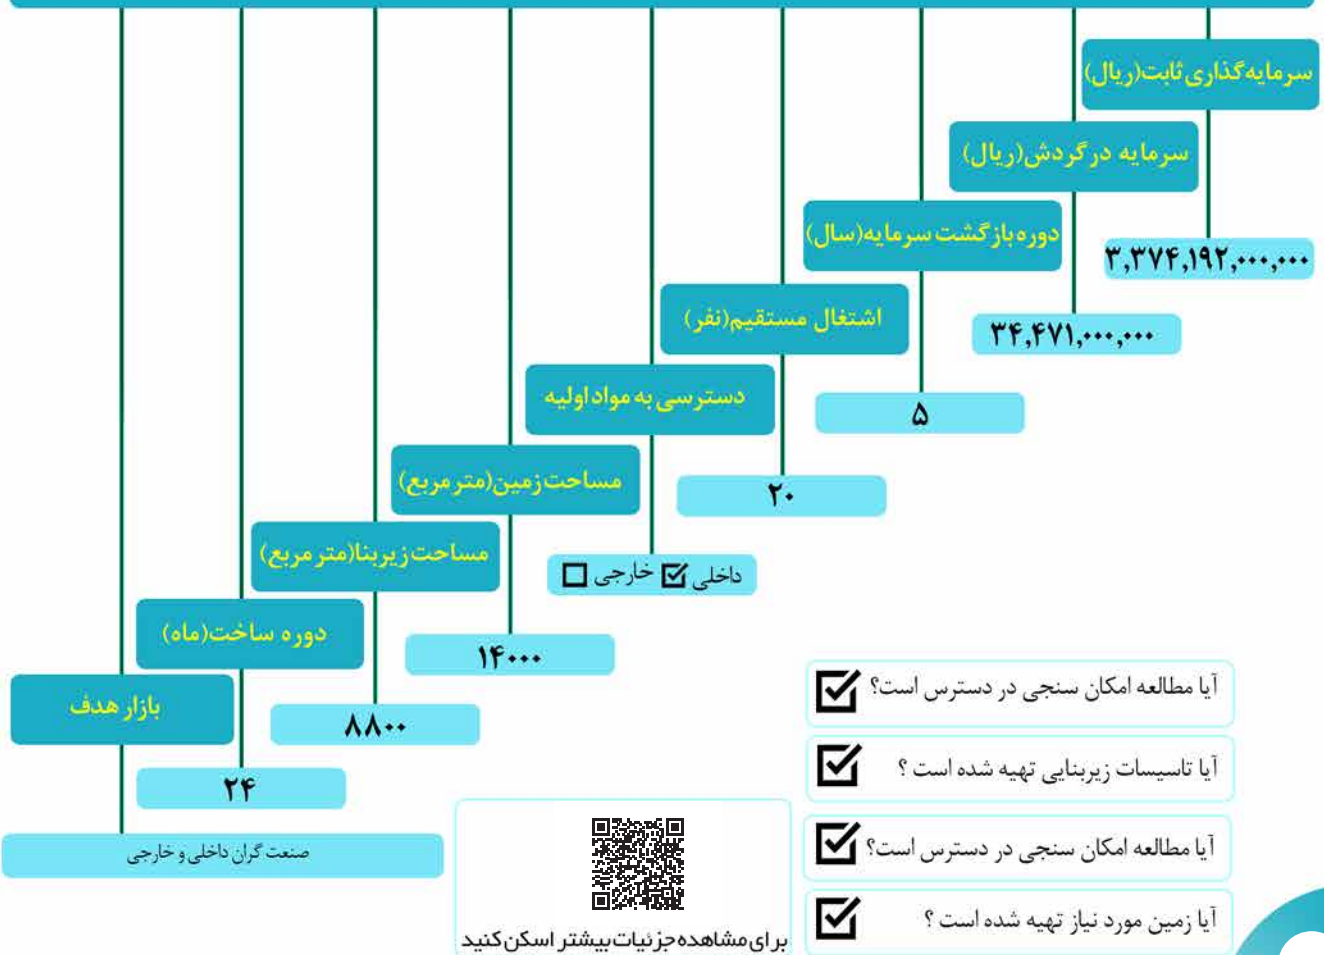 سرمایه‌گذاری ثابت(ریال)
۳,۳۷۴,۱۹۲,۰۰۰,۰۰۰
سرمایه در گردش(ریال)
۳۴,۴۷۱,۰۰۰,۰۰۰
دوره بازگشت سرمایه(سال)
۵
اشتغال مستقیم(نفر)
۲۰
دسترسی به مواد اولیه
داخلی ☑ خارجی ☐
مساحت زمین(متر مربع)
۱۴۰۰۰
مساحت زیربنا(متر مربع)
۸۸۰۰
دوره ساخت(ماه)
۲۴
بازار هدف
صنعت گران داخلی و خارجی
آیا مطالعه امکان سنجی در دسترس است؟ ☑
آیا تاسیسات زیربنایی تهیه شده است ؟ ☑
آیا مطالعه امکان سنجی در دسترس است؟ ☑
آیا زمین مورد نیاز تهیه شده است ؟ ☑
برای مشاهده جزئیات بیشتر اسکن کنید